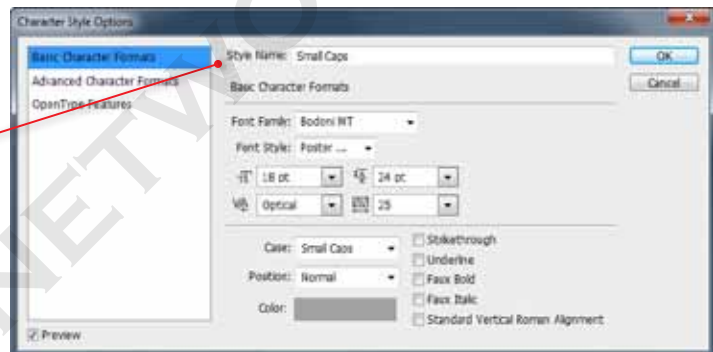 Character Style Options
Basic Character Formats
Advanced Character Formats
OpenType Features
Style Name: Small Caps
Basic Character Formats
Font Family: Bodoni MT
Font Style: Poster ...
18 pt 24 pt
Optical 25
Case: Small Caps
Position: Normal
Color:
Strikethrough
Underline
Faux Bold
Faux Italic
Standard Vertical Roman Alignment
OK
Cancel
Preview